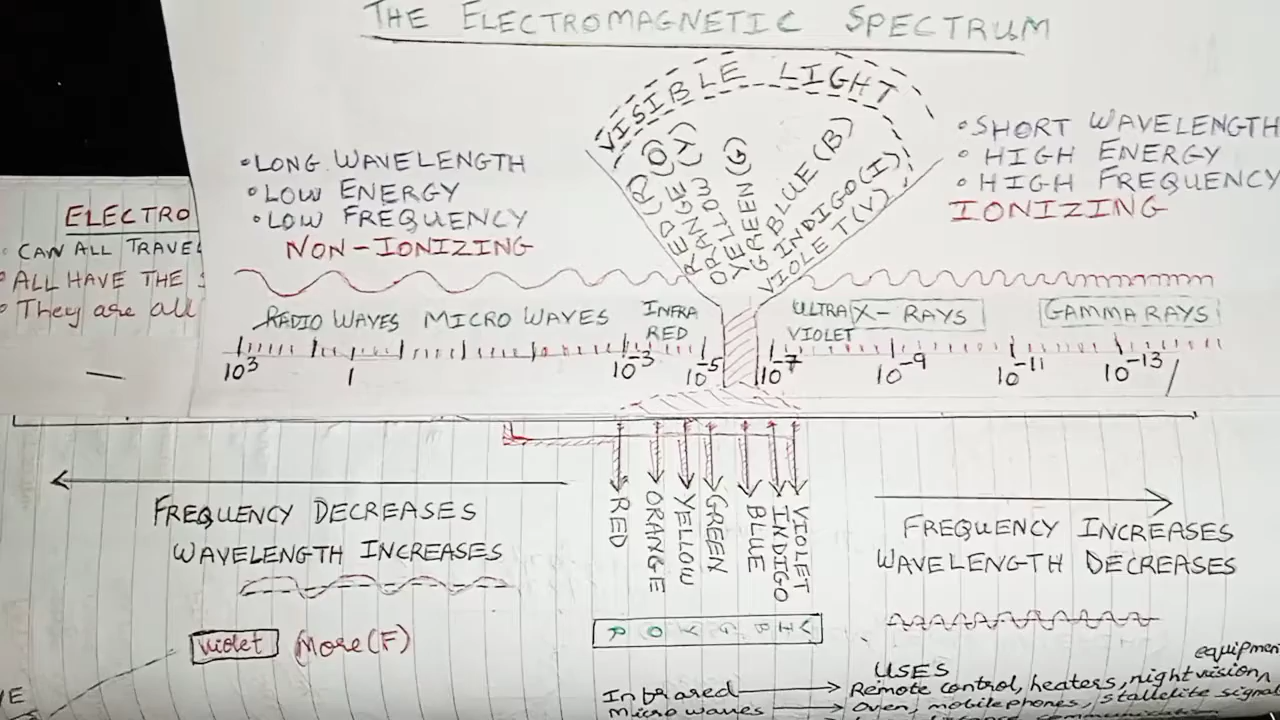 THE ELECTROMAGNETIC SPECTRUM
VISIBLE LIGHT
RED (R)
ORANGE (O)
YELLOW (Y)
GREEN (G)
BLUE (B)
INDIGO (I)
VIOLET (V)
•LONG WAVELENGTH
•LOW ENERGY
•LOW FREQUENCY
NON-IONIZING
•SHORT WAVELENGTH
• HIGH ENERGY
• HIGH FREQUENCY
IONIZING
ELECTRO
• CAN ALL TRAVEL
• ALL HAVE THE S
• They are all
RADIO WAVES MICRO WAVES INFRA RED ULTRA VIOLET X-RAYS GAMMA RAYS
10³ 1 10⁻³ 10⁻⁵ 10⁻⁷ 10⁻⁹ 10⁻¹¹ 10⁻¹³
RED ORANGE YELLOW GREEN BLUE INDIGO VIOLET
FREQUENCY DECREASES
WAVELENGTH INCREASES
FREQUENCY INCREASES
WAVELENGTH DECREASES
R O Y G B I V
Violet More (F)
USES
equipmen
Infrared → Remote control, heaters, night vision
Micro waves → Oven, mobile phones, stallelite signal